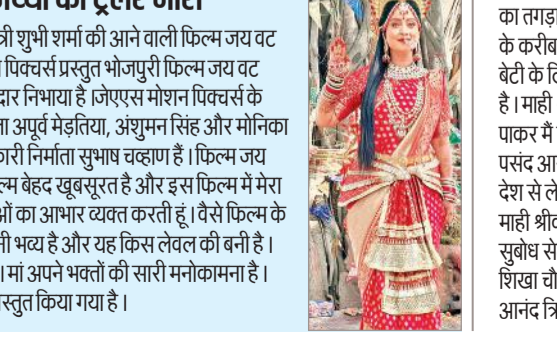 का ट्रेलर जारी
त्री शुभी शर्मा की आने वाली फिल्म जय वट
पिक्चर्स प्रस्तुत भोजपुरी फिल्म जय वट
दार निभाया है ।जेएएस मोशन पिक्चर्स के
अपूर्व मेड़तिया, अंशुमन सिंह और मोनिका
कारी निर्माता सुभाष चव्हाण हैं । फिल्म जय
ल्म बेहद खूबसूरत है और इस फिल्म में मेरा
ओं का आभार व्यक्त करती हूं । वैसे फिल्म के
नी भव्य है और यह किस लेवल की बनी है ।
। मां अपने भक्तों की सारी मनोकामना है ।
स्तुत किया गया है ।
का तगड़ा
के करीब
बेटी के लि
है । माही
पाकर मैं
पसंद आ
देश से ले
माही श्रीव
सुबोध से
शिखा चौ
आनंद त्रि